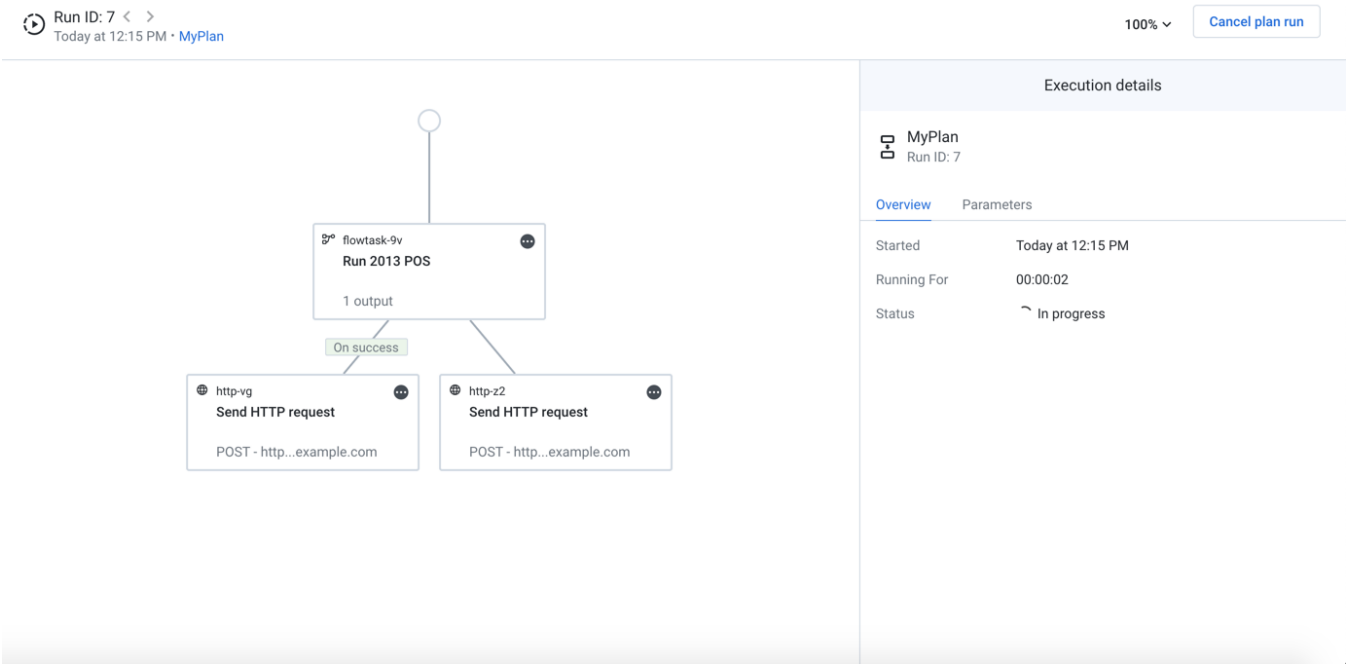 Run ID: 7
Today at 12:15 PM • MyPlan
100%
Cancel plan run
flowtask-9v
Run 2013 POS
1 output
On success
http-vg
Send HTTP request
POST - http...example.com
http-z2
Send HTTP request
POST - http...example.com
Execution details
MyPlan
Run ID: 7
Overview Parameters
Started Today at 12:15 PM
Running For 00:00:02
Status In progress